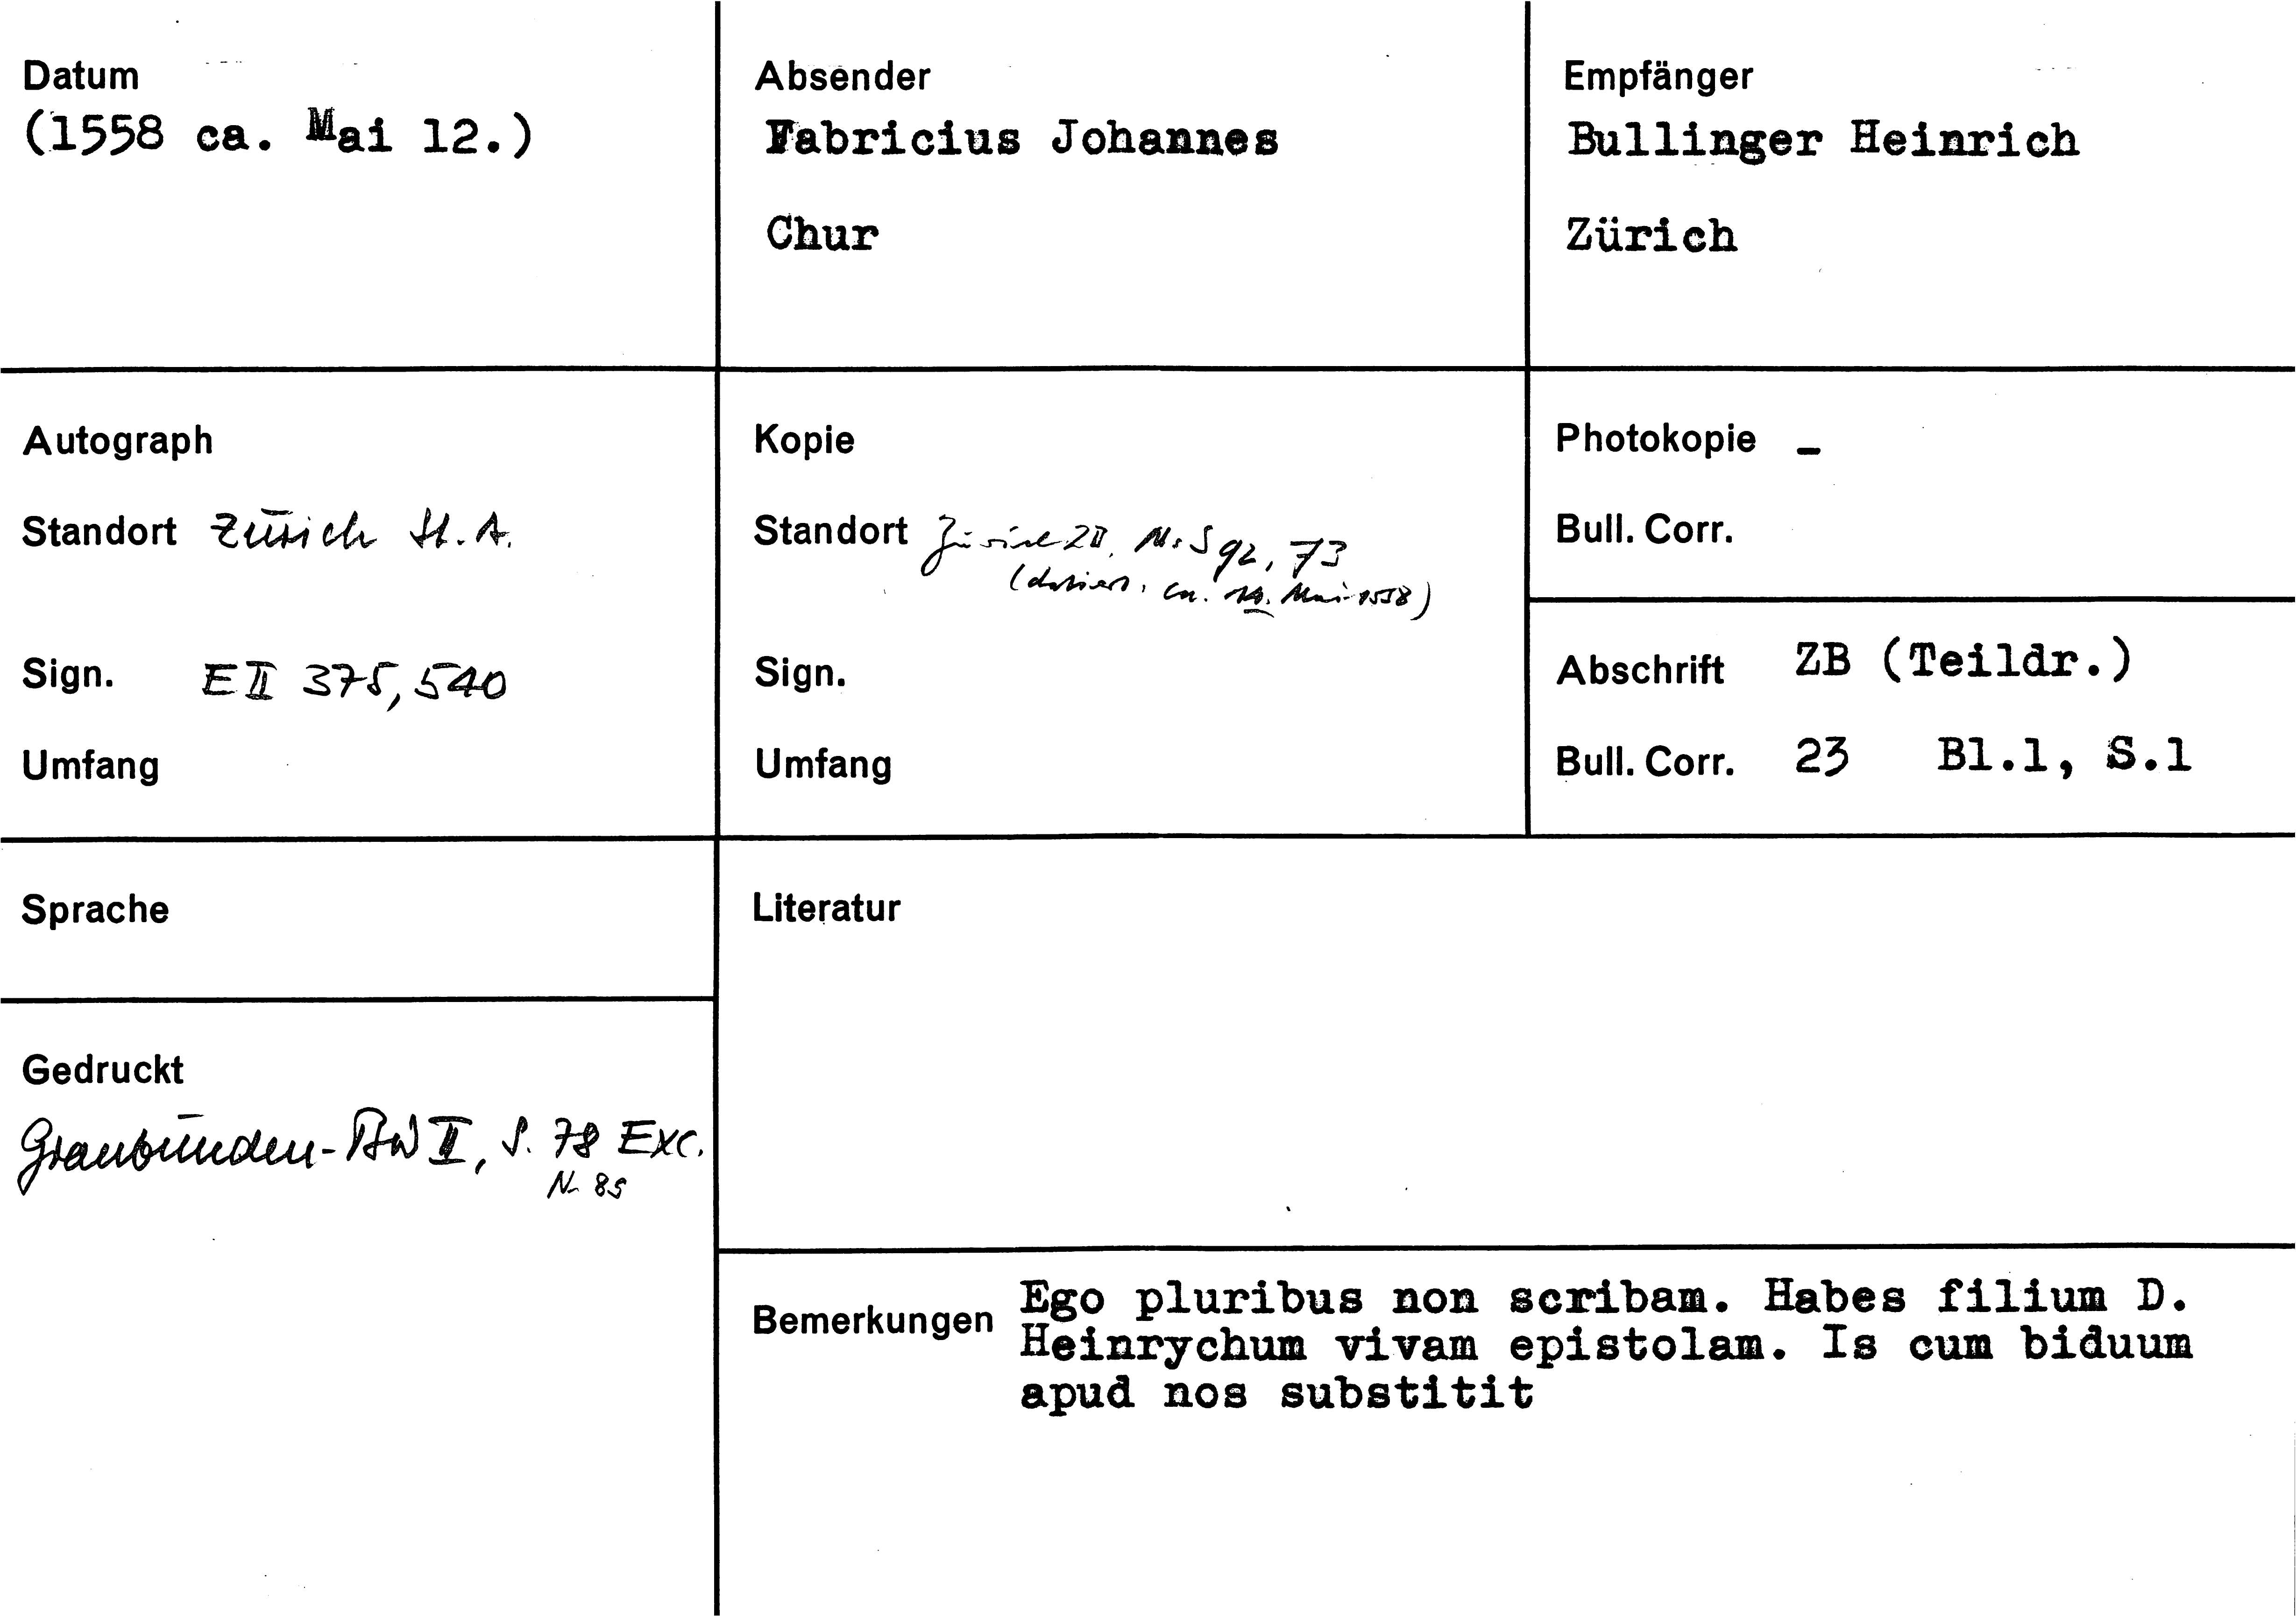 Datum
(1558 ca. Mai 12.)
Absender
Fabricius Johannes
Chur
Empfänger
Bullinger Heinrich
Zürich
Autograph
Standort Zürich St.A.
Sign. E II 375, 540
Umfang
Kopie
Standort Zürich ZB, Ms S 92, 73
(datiert, ca. Mai 1558)
Sign.
Umfang
Photokopie -
Bull. Corr.
Abschrift ZB (Teildr.)
Bull. Corr. 23 Bl.1, S.1
Sprache
Literatur
Gedruckt
Graubünden-BW II, S. 78 Exc.
N. 85
Bemerkungen Ego pluribus non scribam. Habes filium D.
Heinrychum vivam epistolam. Is cum biduum
apud nos substitit